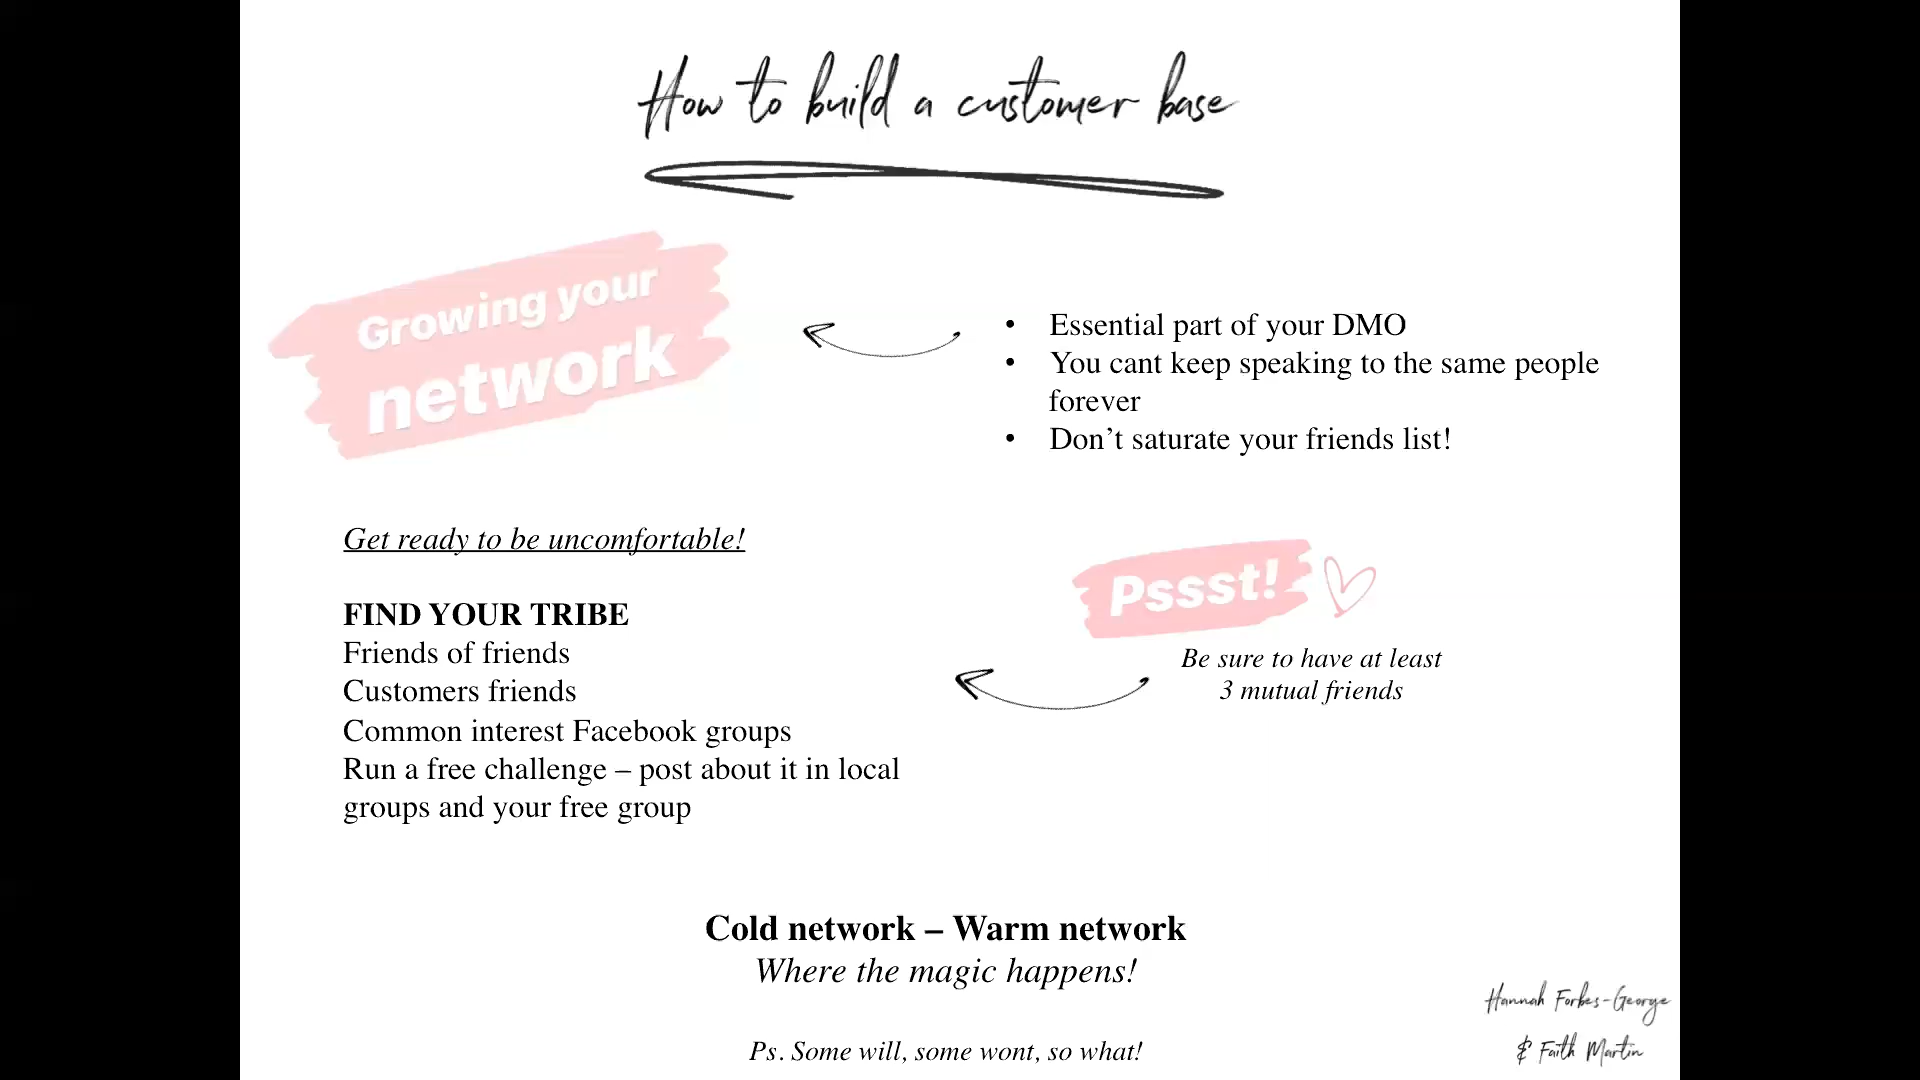 How to build a customer base
Growing your
network
• Essential part of your DMO
• You cant keep speaking to the same people
forever
• Don’t saturate your friends list!
Get ready to be uncomfortable!
FIND YOUR TRIBE
Friends of friends
Customers friends
Common interest Facebook groups
Run a free challenge – post about it in local
groups and your free group
Pssst!
Be sure to have at least
3 mutual friends
Cold network – Warm network
Where the magic happens!
Ps. Some will, some wont, so what!
Hannah Forbes-George
& Faith Martin